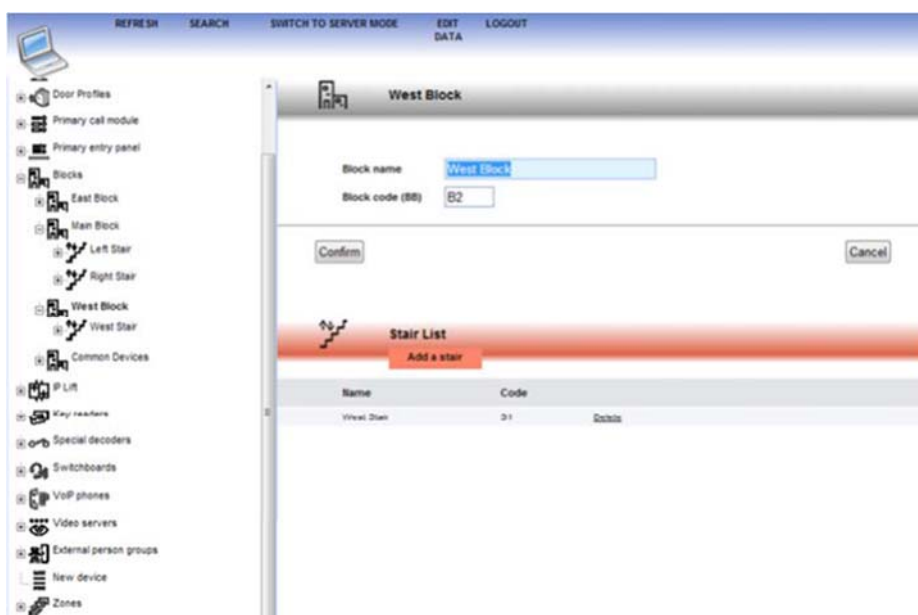 REFRESH SEARCH SWITCH TO SERVER MODE EDIT DATA LOGOUT
Door Profiles
Primary call module
Primary entry panel
Blocks
East Block
Main Block
Left Stair
Right Stair
West Block
West Stair
Common Devices
IP Lift
Key readers
Special decoders
Switchboards
VoIP phones
Video servers
External person groups
New device
Zones
West Block
Block name West Block
Block code (BB) B2
Confirm Cancel
Stair List
Add a stair
Name Code
West Stair Delete